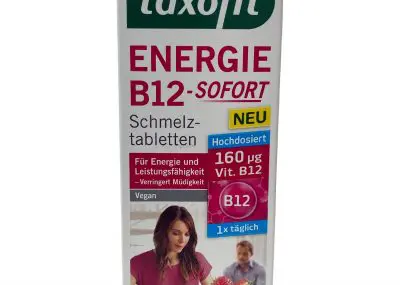 taxofit
ENERGIE
B12-SOFORT
Schmelz-
tabletten
NEU
Hochdosiert
160 µg
Vit. B12
Für Energie und
Leistungsfähigkeit
– Verringert Müdigkeit
Vegan
B12
1x täglich